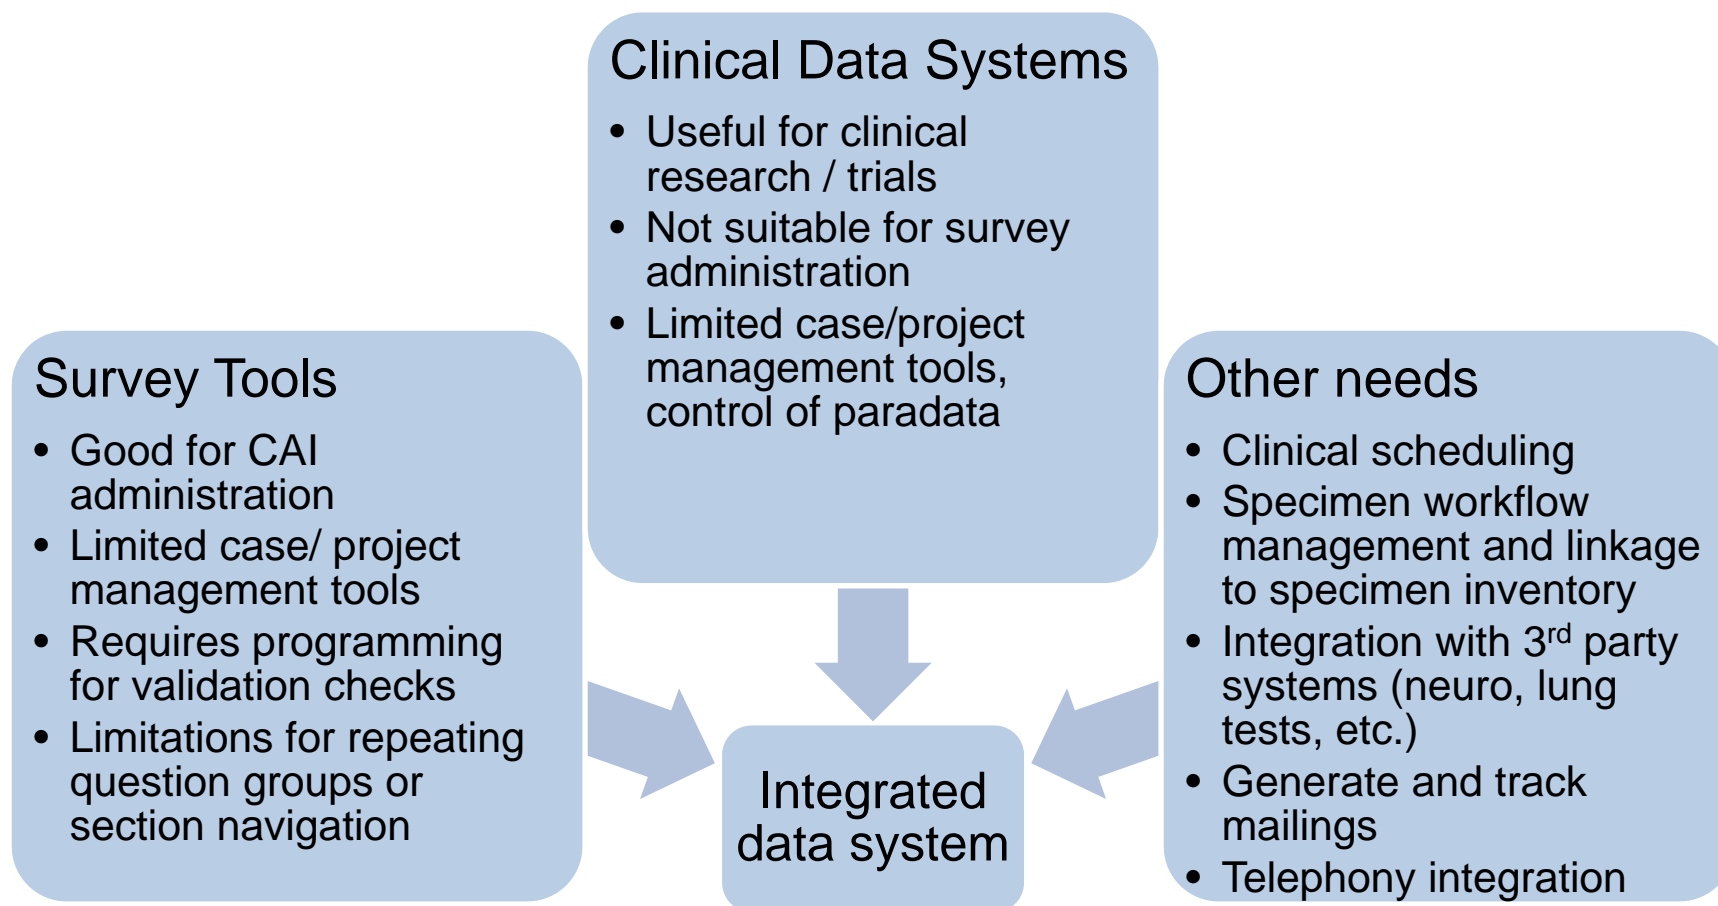 Clinical Data Systems
• Useful for clinical
research / trials
• Not suitable for survey
administration
• Limited case/project
management tools,
control of paradata
Survey Tools
• Good for CAI
administration
• Limited case/ project
management tools
• Requires programming
for validation checks
• Limitations for repeating
question groups or
section navigation
Other needs
• Clinical scheduling
• Specimen workflow
management and linkage
to specimen inventory
• Integration with 3rd party
systems (neuro, lung
tests, etc.)
• Generate and track
mailings
• Telephony integration
Integrated
data system